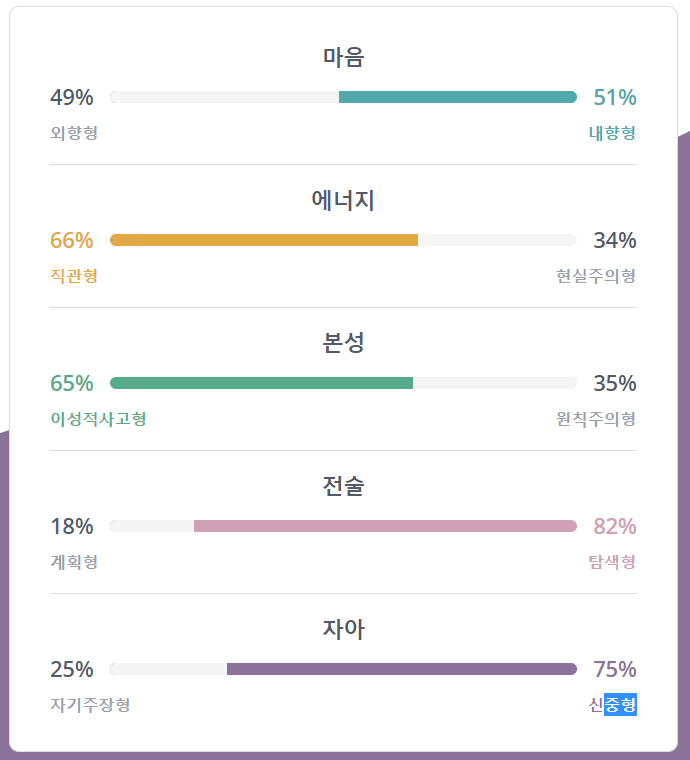 마음
49% 51%
외향형 내향형
에너지
66% 34%
직관형 현실주의형
본성
65% 35%
이성적사고형 원칙주의형
전술
18% 82%
계획형 탐색형
자아
25% 75%
자기주장형 신중형